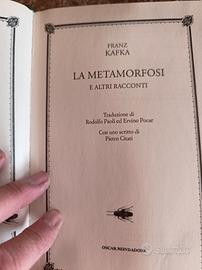 FRANZ
KAFKA
LA METAMORFOSI
E ALTRI RACCONTI
Traduzione di
Rodolfo Paoli ed Ervino Pocar
Con uno scritto di
Pietro Citati
OSCAR MONDADORI
subito